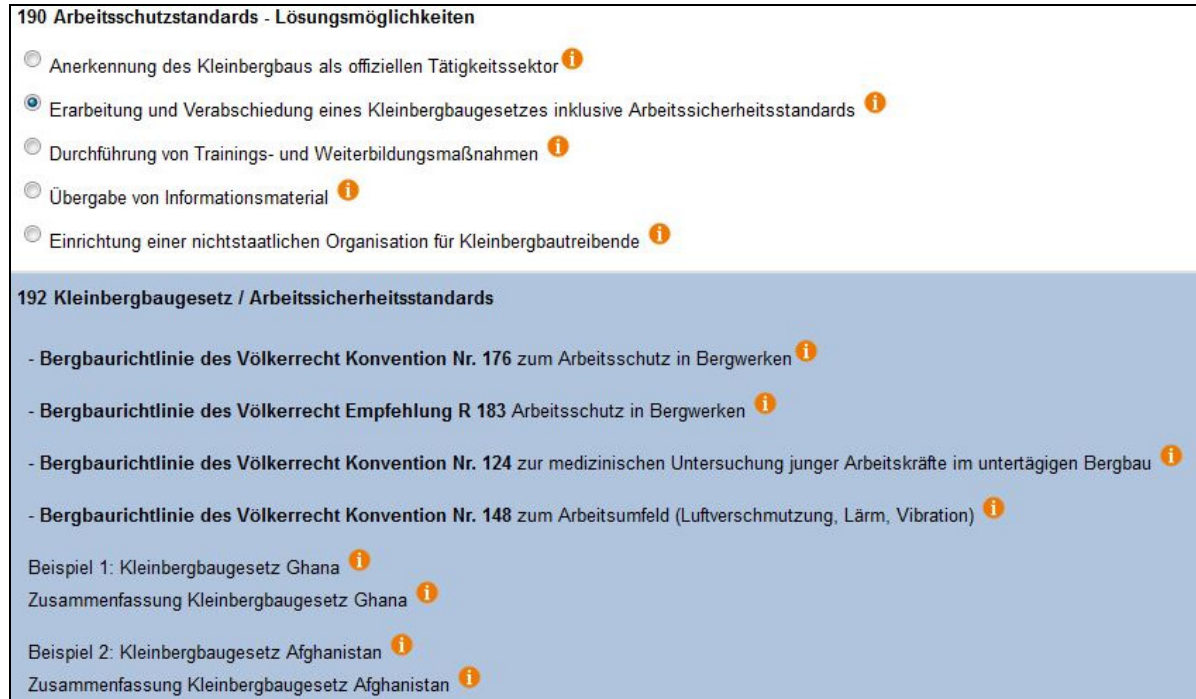 190 Arbeitsschutzstandards - Lösungsmöglichkeiten
Anerkennung des Kleinbergbaus als offiziellen Tätigkeitssektor
Erarbeitung und Verabschiedung eines Kleinbergbaugesetzes inklusive Arbeitssicherheitsstandards
Durchführung von Trainings- und Weiterbildungsmaßnahmen
Übergabe von Informationsmaterial
Einrichtung einer nichtstaatlichen Organisation für Kleinbergbautreibende
192 Kleinbergbaugesetz / Arbeitssicherheitsstandards
- Bergbaurichtlinie des Völkerrecht Konvention Nr. 176 zum Arbeitsschutz in Bergwerken
- Bergbaurichtlinie des Völkerrecht Empfehlung R 183 Arbeitsschutz in Bergwerken
- Bergbaurichtlinie des Völkerrecht Konvention Nr. 124 zur medizinischen Untersuchung junger Arbeitskräfte im untertägigen Bergbau
- Bergbaurichtlinie des Völkerrecht Konvention Nr. 148 zum Arbeitsumfeld (Luftverschmutzung, Lärm, Vibration)
Beispiel 1: Kleinbergbaugesetz Ghana
Zusammenfassung Kleinbergbaugesetz Ghana
Beispiel 2: Kleinbergbaugesetz Afghanistan
Zusammenfassung Kleinbergbaugesetz Afghanistan